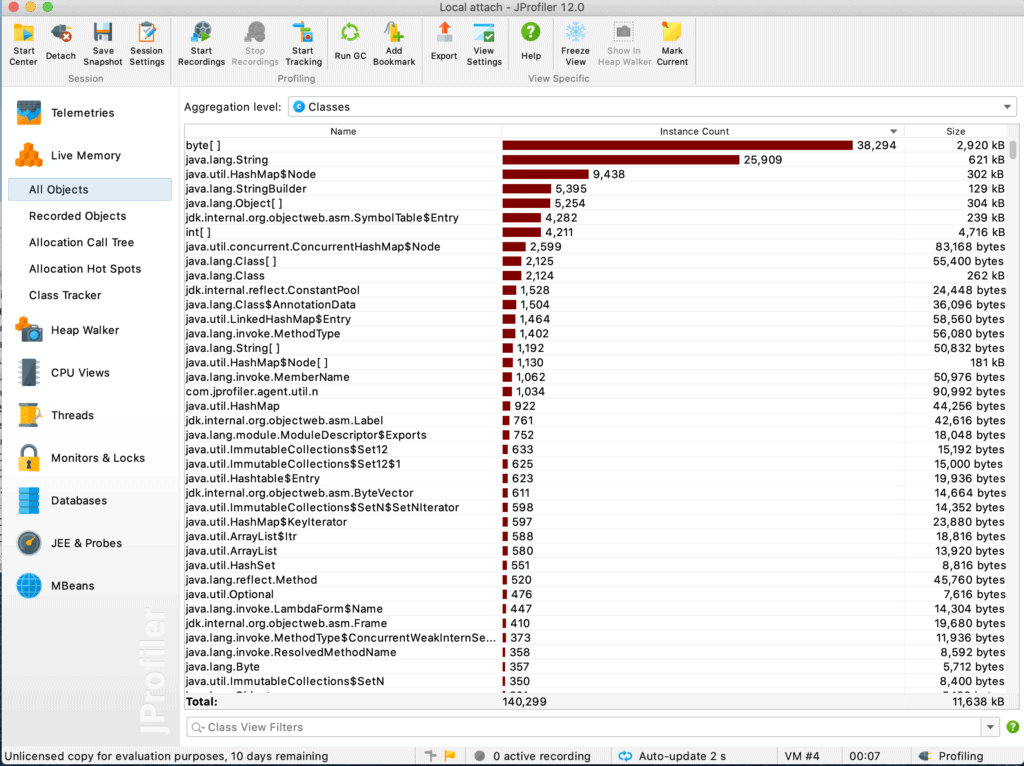 Local attach - JProfiler 12.0
Start Center
Detach
Save Snapshot
Session Settings
Start Recordings
Stop Recordings
Start Tracking
Run GC
Add Bookmark
Export
View Settings
Help
Freeze View
Show In Heap Walker
Mark Current
Session
Profiling
View Specific
Telemetries
Live Memory
All Objects
Recorded Objects
Allocation Call Tree
Allocation Hot Spots
Class Tracker
Heap Walker
CPU Views
Threads
Monitors & Locks
Databases
JEE & Probes
MBeans
JProfiler
Aggregation level: Classes
Name Instance Count Size
byte[ ] 38,294 2,920 kB
java.lang.String 25,909 621 kB
java.util.HashMap$Node 9,438 302 kB
java.lang.StringBuilder 5,395 129 kB
java.lang.Object[ ] 5,254 304 kB
jdk.internal.org.objectweb.asm.SymbolTable$Entry 4,282 239 kB
int[ ] 4,211 4,716 kB
java.util.concurrent.ConcurrentHashMap$Node 2,599 83,168 bytes
java.lang.Class[ ] 2,125 55,400 bytes
java.lang.Class 2,124 262 kB
jdk.internal.reflect.ConstantPool 1,528 24,448 bytes
java.lang.Class$AnnotationData 1,504 36,096 bytes
java.util.LinkedHashMap$Entry 1,464 58,560 bytes
java.lang.invoke.MethodType 1,402 56,080 bytes
java.lang.String[ ] 1,192 50,832 bytes
java.util.HashMap$Node[ ] 1,130 181 kB
java.lang.invoke.MemberName 1,062 50,976 bytes
com.jprofiler.agent.util.n 1,034 90,992 bytes
java.util.HashMap 922 44,256 bytes
jdk.internal.org.objectweb.asm.Label 761 42,616 bytes
java.lang.module.ModuleDescriptor$Exports 752 18,048 bytes
java.util.ImmutableCollections$Set12 633 15,192 bytes
java.util.ImmutableCollections$Set12$1 625 15,000 bytes
java.util.Hashtable$Entry 623 19,936 bytes
jdk.internal.org.objectweb.asm.ByteVector 611 14,664 bytes
java.util.ImmutableCollections$SetN$SetNIterator 598 14,352 bytes
java.util.HashMap$KeyIterator 597 23,880 bytes
java.util.ArrayList$Itr 588 18,816 bytes
java.util.ArrayList 580 13,920 bytes
java.util.HashSet 551 8,816 bytes
java.lang.reflect.Method 520 45,760 bytes
java.util.Optional 476 7,616 bytes
java.lang.invoke.LambdaForm$Name 447 14,304 bytes
jdk.internal.org.objectweb.asm.Frame 410 19,680 bytes
java.lang.invoke.MethodType$ConcurrentWeakInternSe... 373 11,936 bytes
java.lang.invoke.ResolvedMethodName 358 8,592 bytes
java.lang.Byte 357 5,712 bytes
java.util.ImmutableCollections$SetN 350 8,400 bytes
Total: 140,299 11,638 kB
Class View Filters
Unlicensed copy for evaluation purposes, 10 days remaining
0 active recording
Auto-update 2 s
VM #4
00:07
Profiling